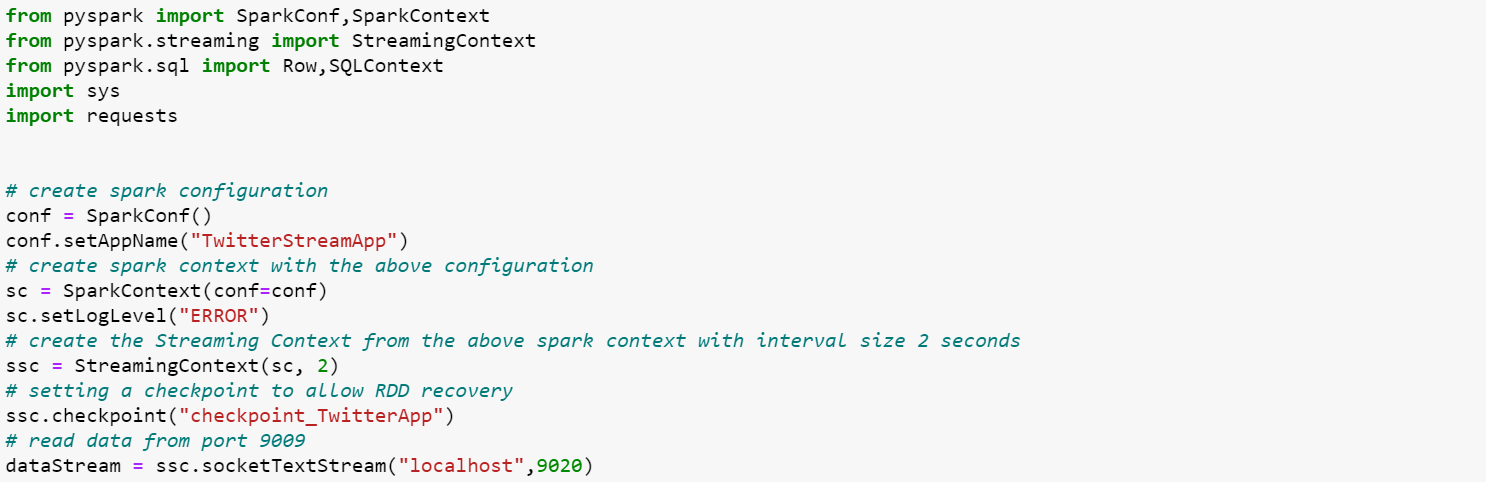 from pyspark import SparkConf,SparkContext
from pyspark.streaming import StreamingContext
from pyspark.sql import Row,SQLContext
import sys
import requests
# create spark configuration
conf = SparkConf()
conf.setAppName("TwitterStreamApp")
# create spark context with the above configuration
sc = SparkContext(conf=conf)
sc.setLogLevel("ERROR")
# create the Streaming Context from the above spark context with interval size 2 seconds
ssc = StreamingContext(sc, 2)
# setting a checkpoint to allow RDD recovery
ssc.checkpoint("checkpoint_TwitterApp")
# read data from port 9009
dataStream = ssc.socketTextStream("localhost",9020)